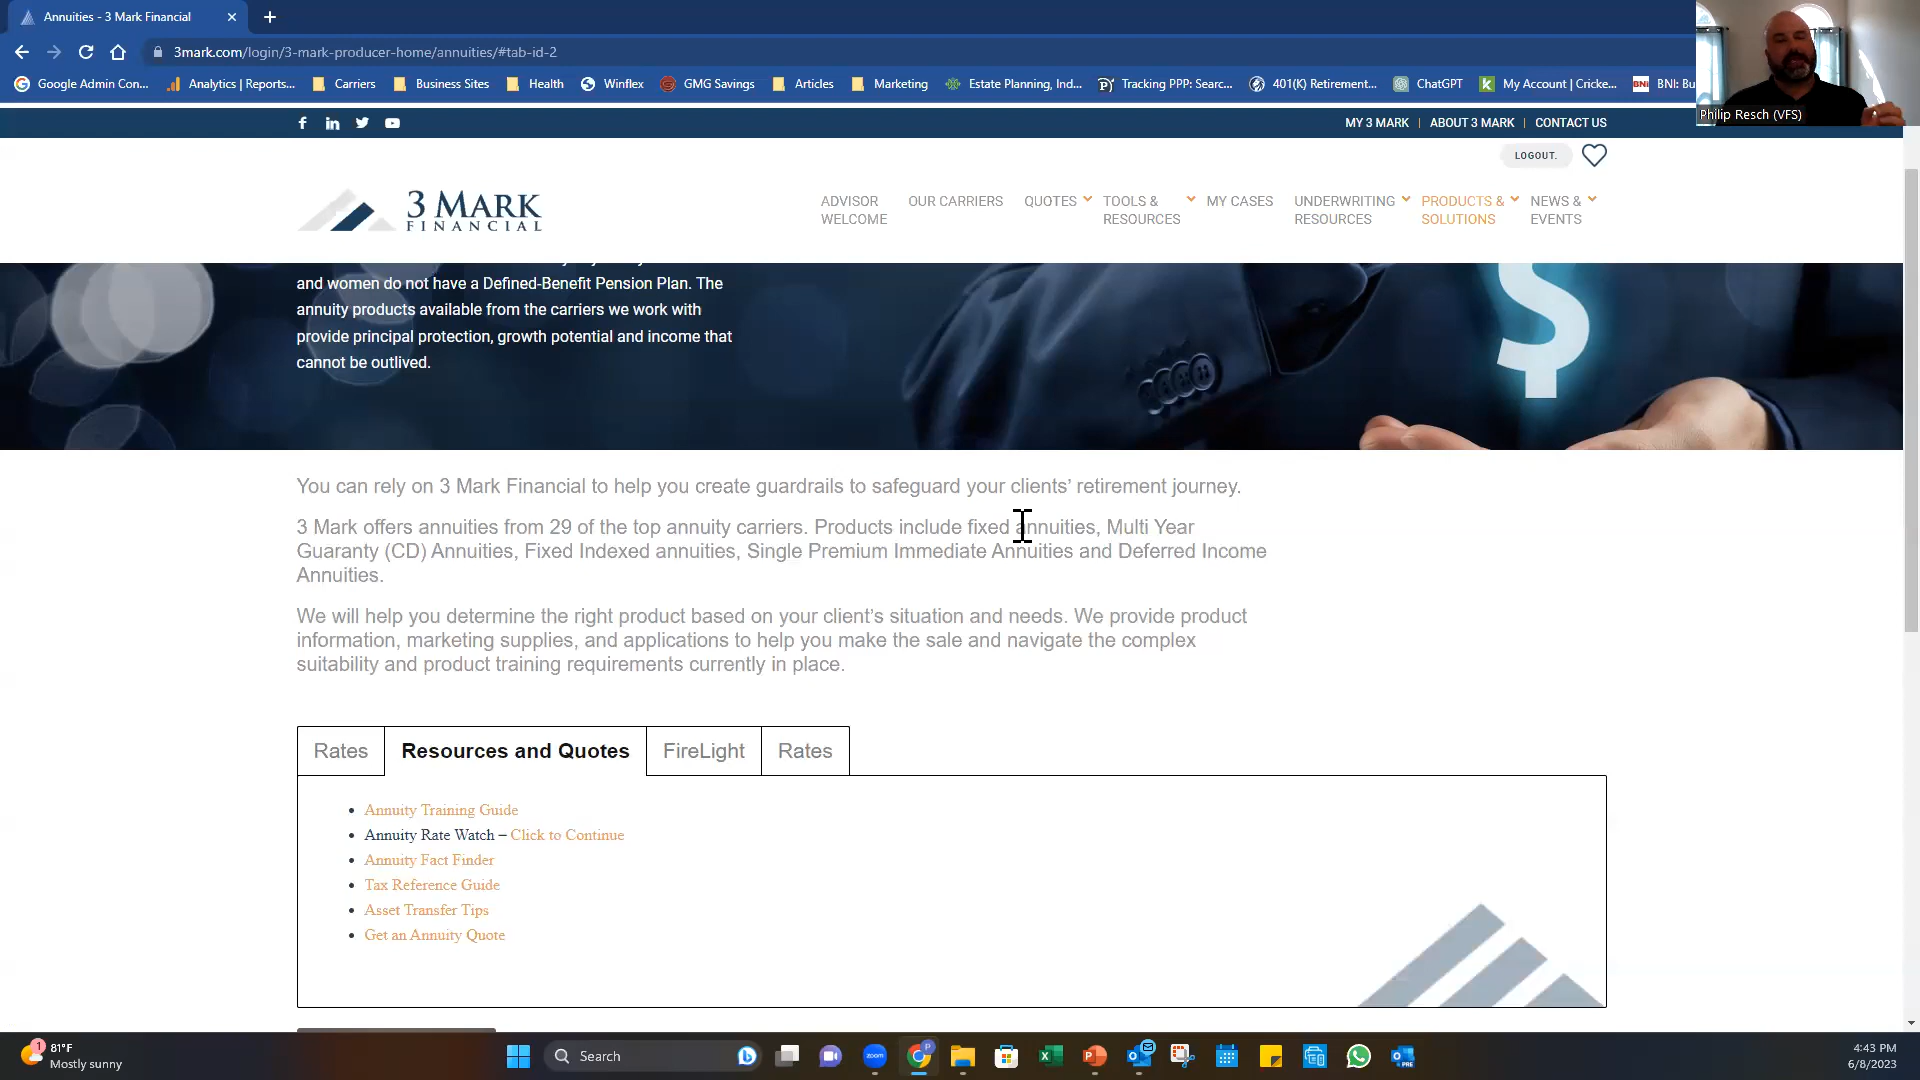 Annuities - 3 Mark Financial
3mark.com/login/3-mark-producer-home/annuities/#tab-id-2
Google Admin Con...
Analytics | Reports...
Carriers
Business Sites
Health
Winflex
GMG Savings
Articles
Marketing
Estate Planning, Ind...
Tracking PPP: Searc...
401(K) Retirement...
ChatGPT
My Account | Cricke...
BNI
BNI: Bu
Philip Resch (VFS)
MY 3 MARK | ABOUT 3 MARK | CONTACT US
LOGOUT.
3 MARK
FINANCIAL
ADVISOR
WELCOME
OUR CARRIERS
QUOTES
TOOLS &
RESOURCES
MY CASES
UNDERWRITING
RESOURCES
PRODUCTS &
SOLUTIONS
NEWS &
EVENTS
and women do not have a Defined-Benefit Pension Plan. The
annuity products available from the carriers we work with
provide principal protection, growth potential and income that
cannot be outlived.
$
You can rely on 3 Mark Financial to help you create guardrails to safeguard your clients’ retirement journey.
3 Mark offers annuities from 29 of the top annuity carriers. Products include fixed annuities, Multi Year
Guaranty (CD) Annuities, Fixed Indexed annuities, Single Premium Immediate Annuities and Deferred Income
Annuities.
We will help you determine the right product based on your client’s situation and needs. We provide product
information, marketing supplies, and applications to help you make the sale and navigate the complex
suitability and product training requirements currently in place.
Rates
Resources and Quotes
FireLight
Rates
Annuity Training Guide
Annuity Rate Watch – Click to Continue
Annuity Fact Finder
Tax Reference Guide
Asset Transfer Tips
Get an Annuity Quote
1
81°F
Mostly sunny
Search
zoom
4:43 PM
6/8/2023